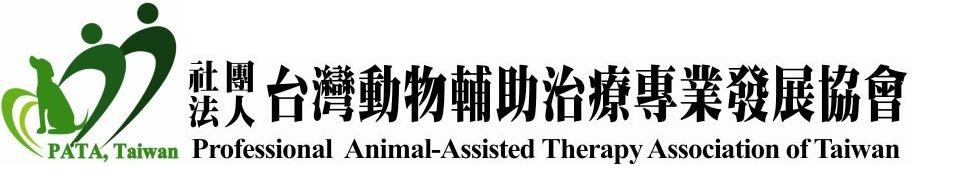 PATA, Taiwan
社團法人 台灣動物輔助治療專業發展協會
Professional Animal-Assisted Therapy Association of Taiwan